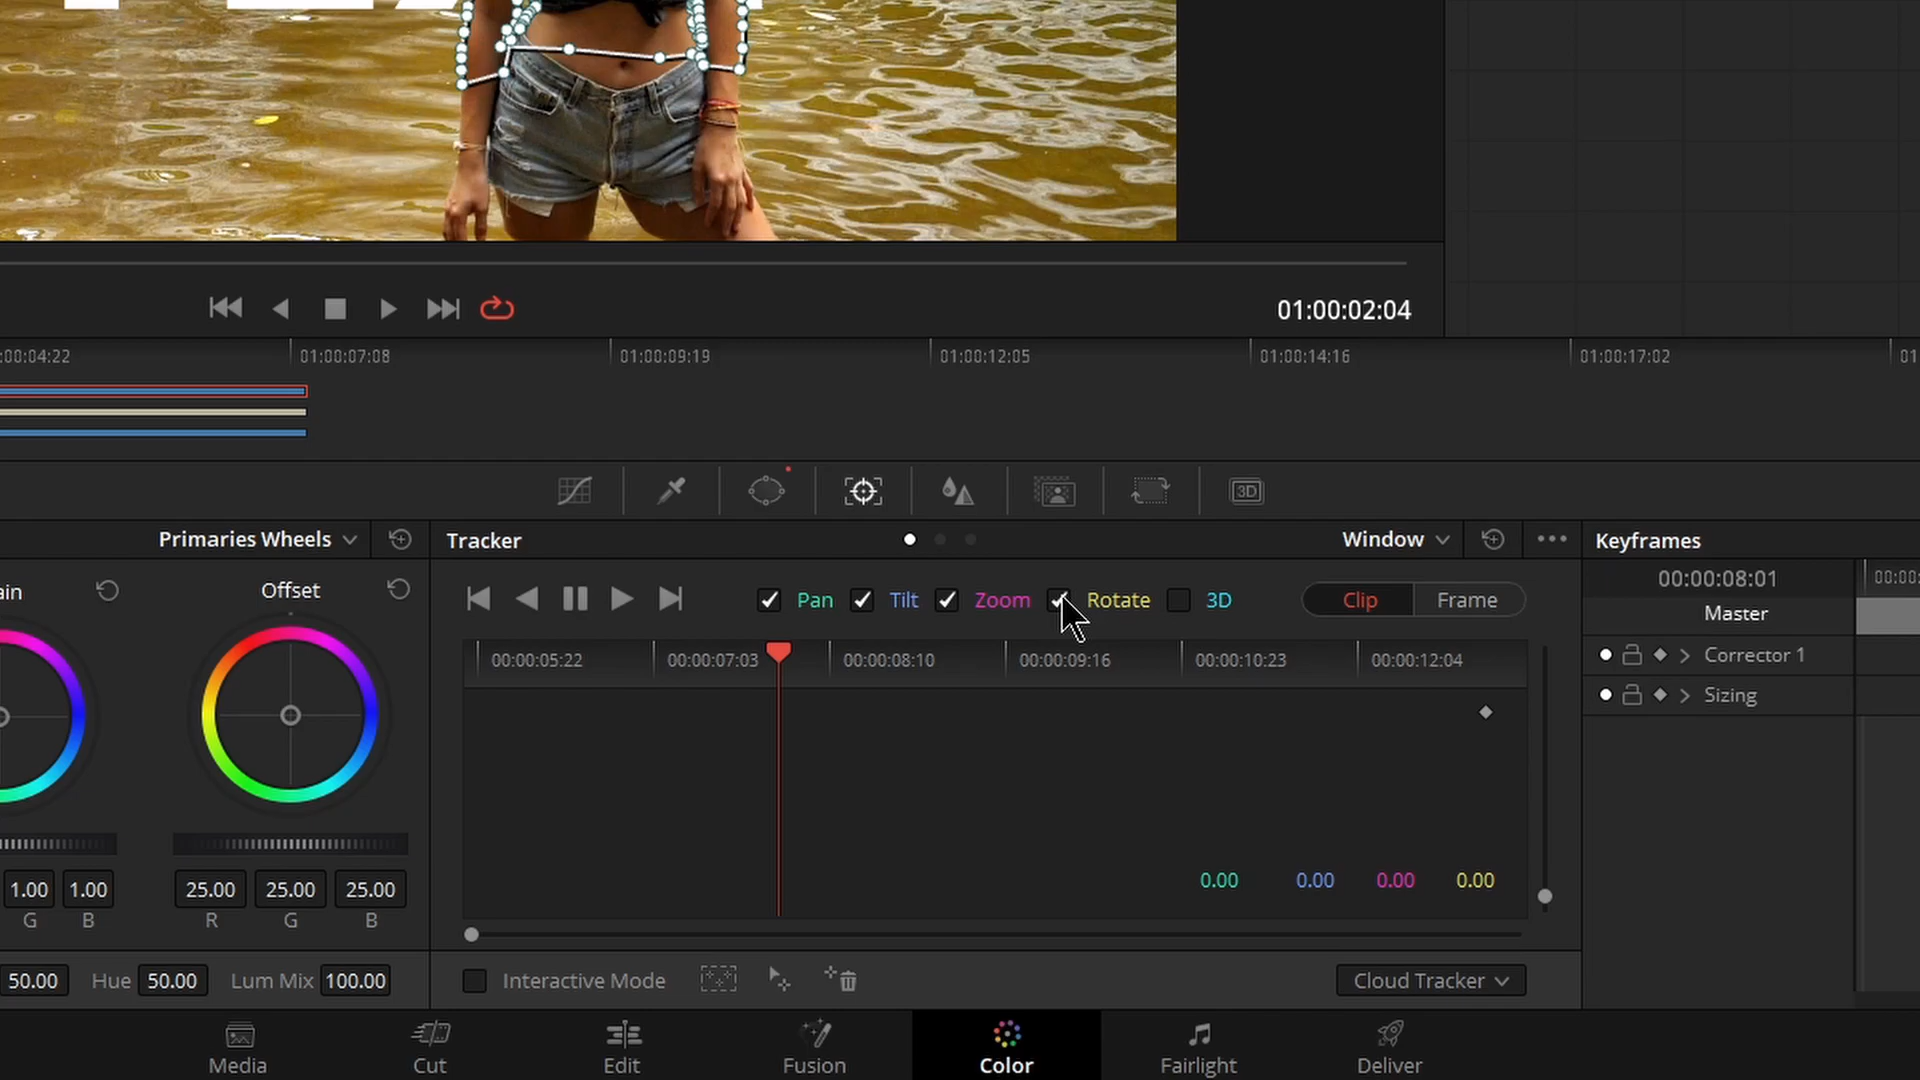 01:00:02:04
:00:04:22 01:00:07:08 01:00:09:19 01:00:12:05 01:00:14:16 01:00:17:02 01
3D
Primaries Wheels Tracker Window Keyframes
ain Offset
Pan Tilt Zoom Rotate 3D Clip Frame
00:00:08:01 00:00:
Master
00:00:05:22 00:00:07:03 00:00:08:10 00:00:09:16 00:00:10:23 00:00:12:04
Corrector 1
Sizing
0.00 0.00 0.00 0.00
1.00 1.00 25.00 25.00 25.00
G B R G B
50.00 Hue 50.00 Lum Mix 100.00 Interactive Mode Cloud Tracker
Media Cut Edit Fusion Color Fairlight Deliver